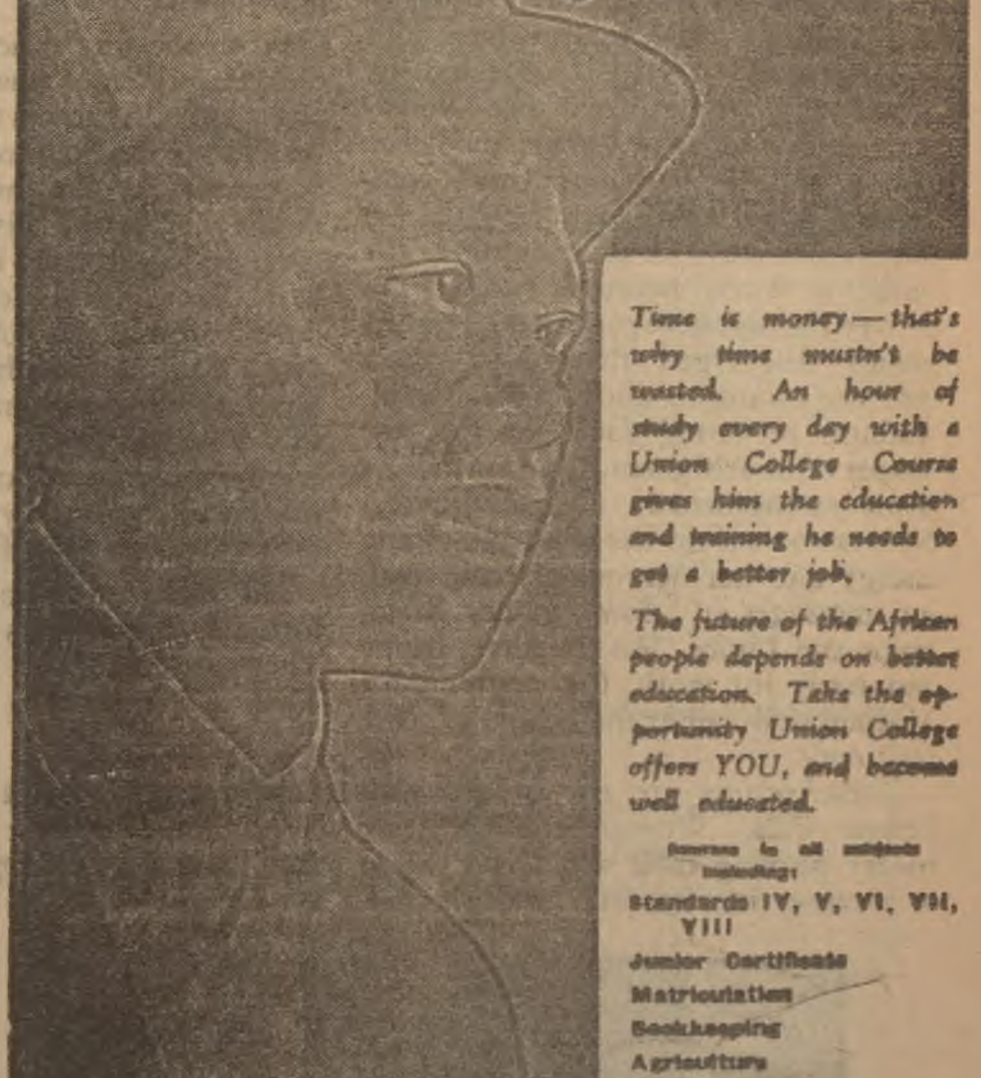 Time is money — that's
why time mustn't be
wasted. An hour of
study every day with a
Union College Course
gives him the education
and training he needs to
get a better job.
The future of the African
people depends on better
education. Take the op-
portunity Union College
offers YOU, and become
well educated.
Courses in all subjects
including:
Standards IV, V, VI, VII,
VIII
Junior Certificate
Matriculation
Bookkeeping
Agriculture